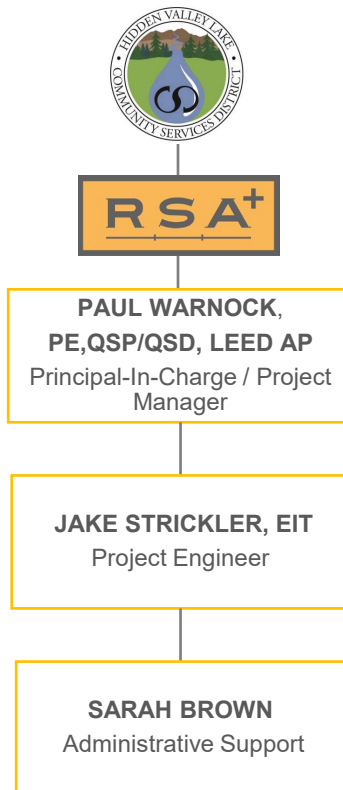 HIDDEN VALLEY LAKE
COMMUNITY SERVICES DISTRICT
RSA+
PAUL WARNOCK,
PE,QSP/QSD, LEED AP
Principal-In-Charge / Project
Manager
JAKE STRICKLER, EIT
Project Engineer
SARAH BROWN
Administrative Support